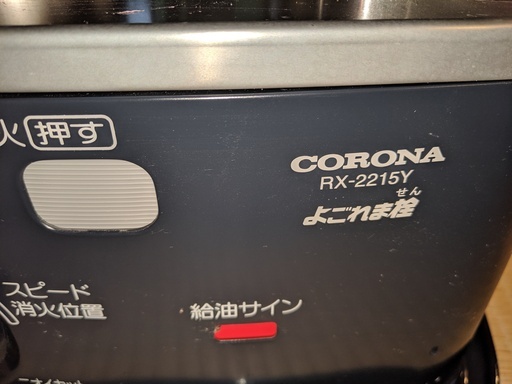 火 押す
CORONA
RX-2215Y
よごれま栓
せん
スピード
消火位置
給油サイン